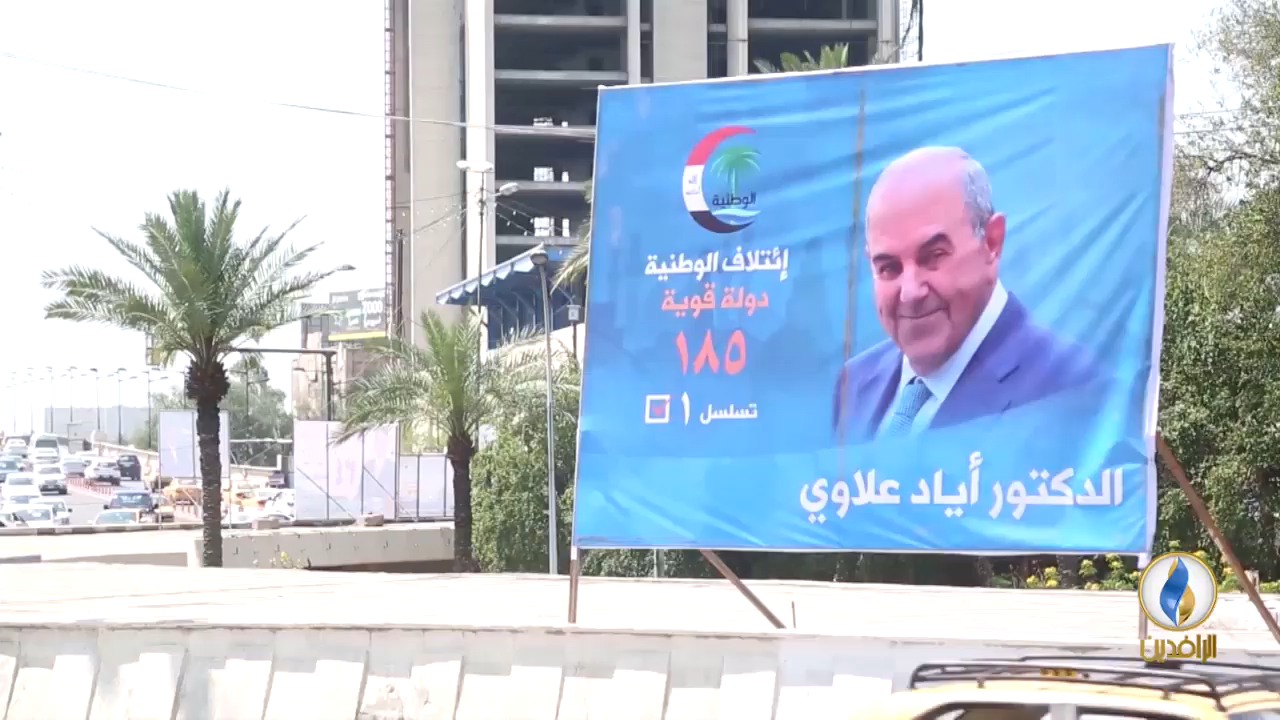 الوطنية
إئتلاف الوطنية
دولة قوية
١٨٥
تسلسل ١
الدكتور أياد علاوي
الرافدين